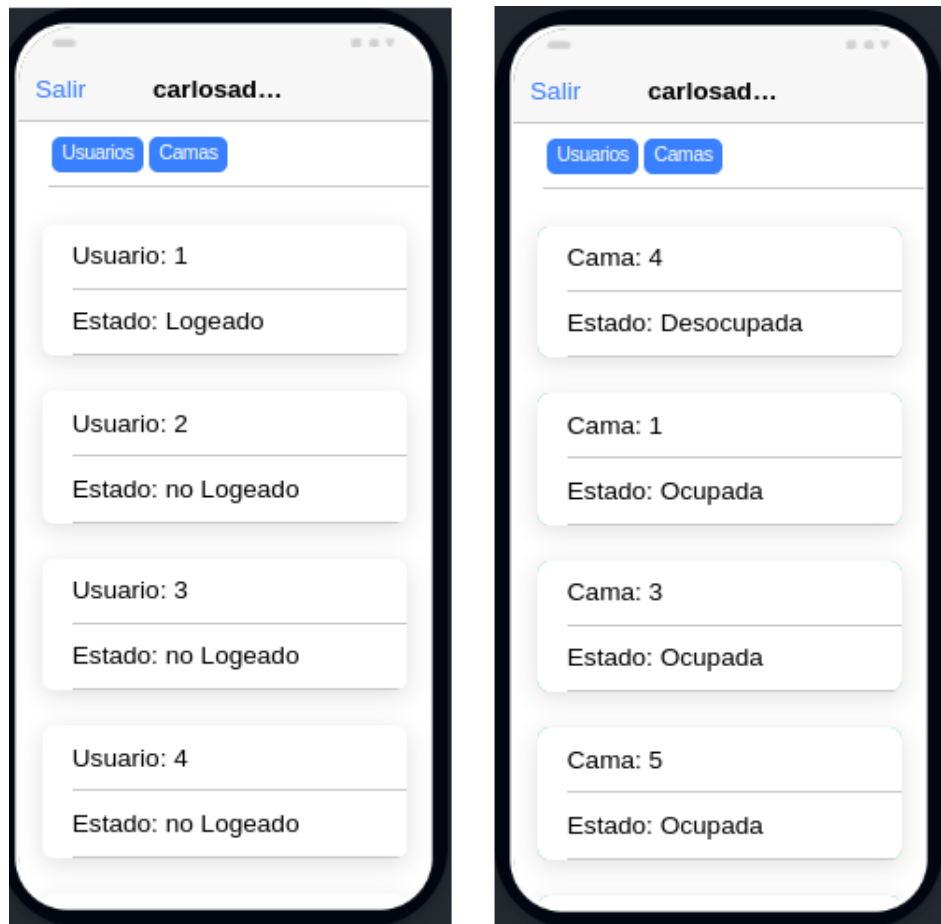 Salir carlosad...
Usuarios Camas
Usuario: 1
Estado: Logeado
Usuario: 2
Estado: no Logeado
Usuario: 3
Estado: no Logeado
Usuario: 4
Estado: no Logeado
Salir carlosad...
Usuarios Camas
Cama: 4
Estado: Desocupada
Cama: 1
Estado: Ocupada
Cama: 3
Estado: Ocupada
Cama: 5
Estado: Ocupada